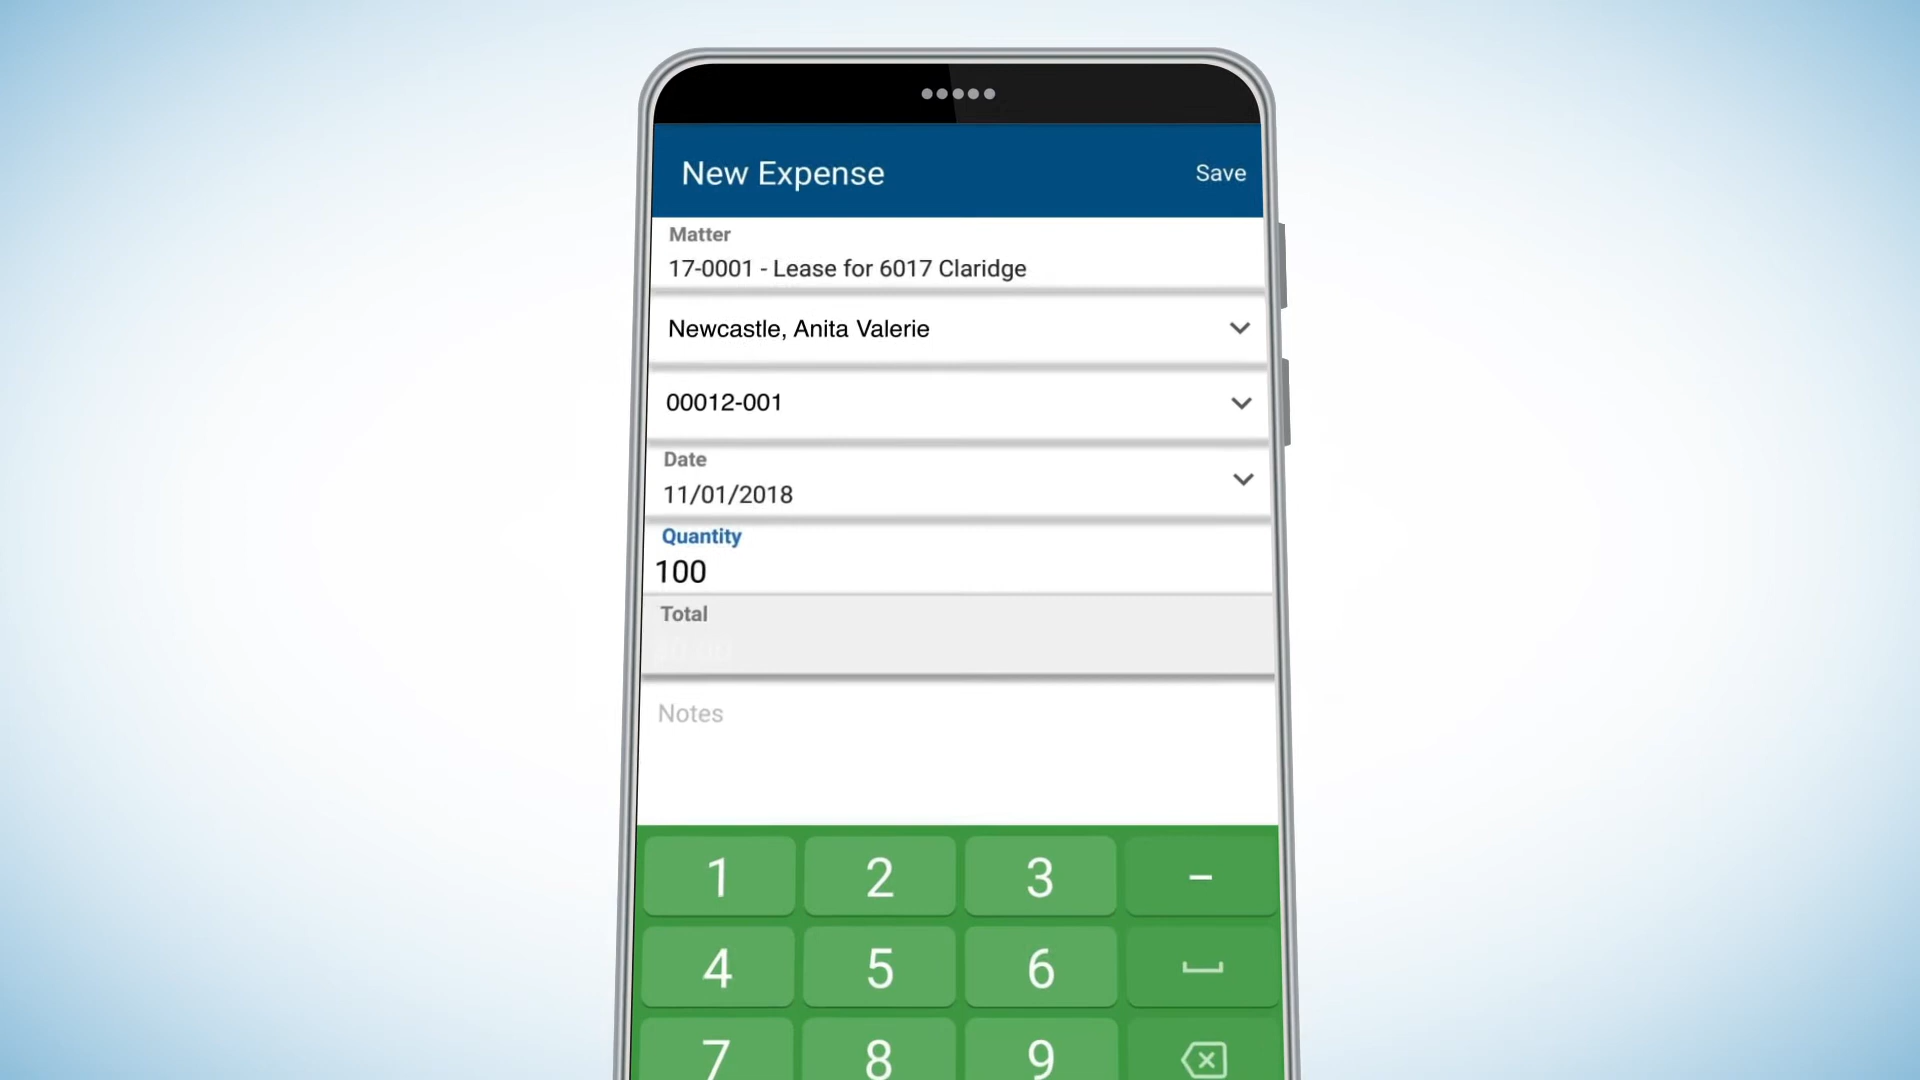 New Expense
Save
Matter
17-0001 - Lease for 6017 Claridge
Newcastle, Anita Valerie
00012-001
Date
11/01/2018
Quantity
100
Total
Notes
1 2 3 -
4 5 6
7 8 9